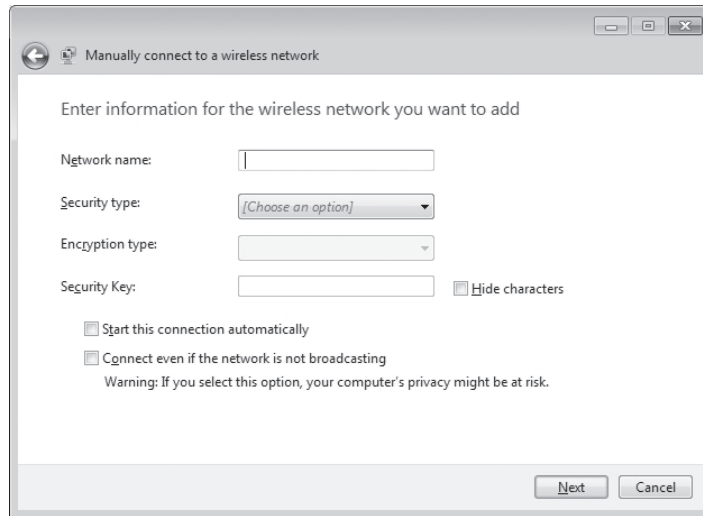 Manually connect to a wireless network
Enter information for the wireless network you want to add
Network name:
Security type: [Choose an option]
Encryption type:
Security Key: Hide characters
Start this connection automatically
Connect even if the network is not broadcasting
Warning: If you select this option, your computer's privacy might be at risk.
Next Cancel